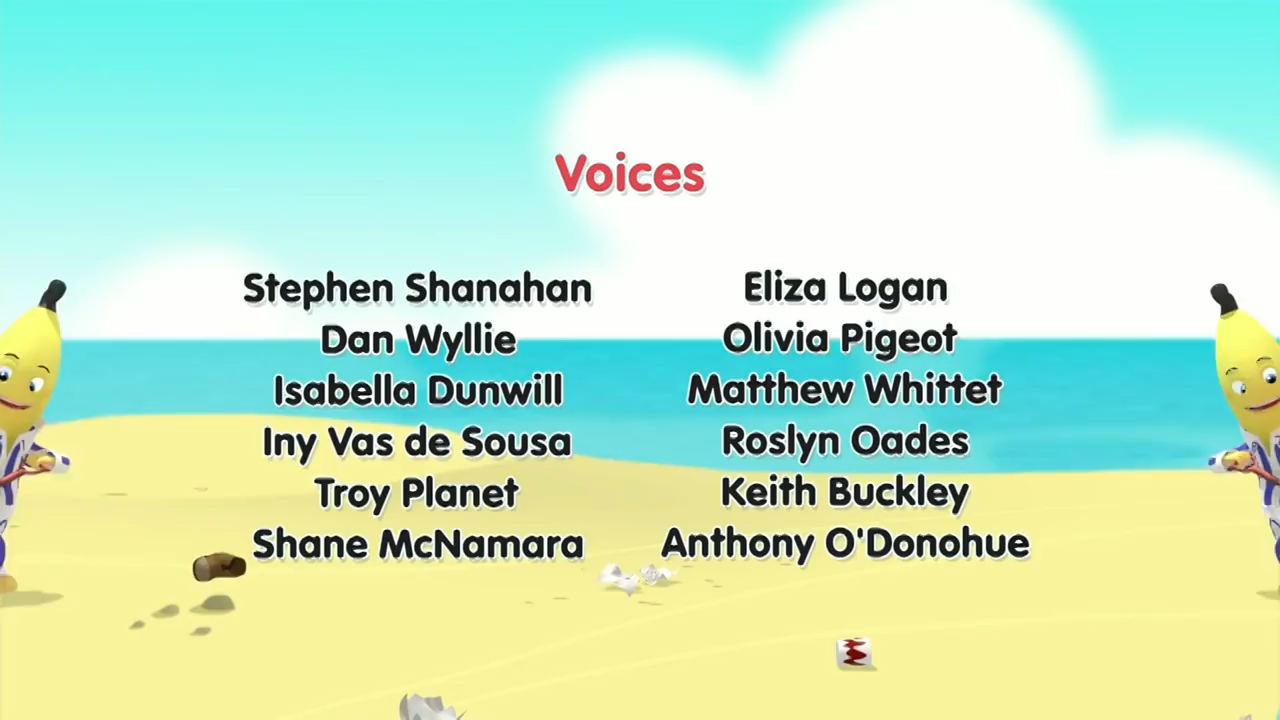 Voices
Stephen Shanahan
Dan Wyllie
Isabella Dunwill
Iny Vas de Sousa
Troy Planet
Shane McNamara
Eliza Logan
Olivia Pigeot
Matthew Whittet
Roslyn Oades
Keith Buckley
Anthony O'Donohue